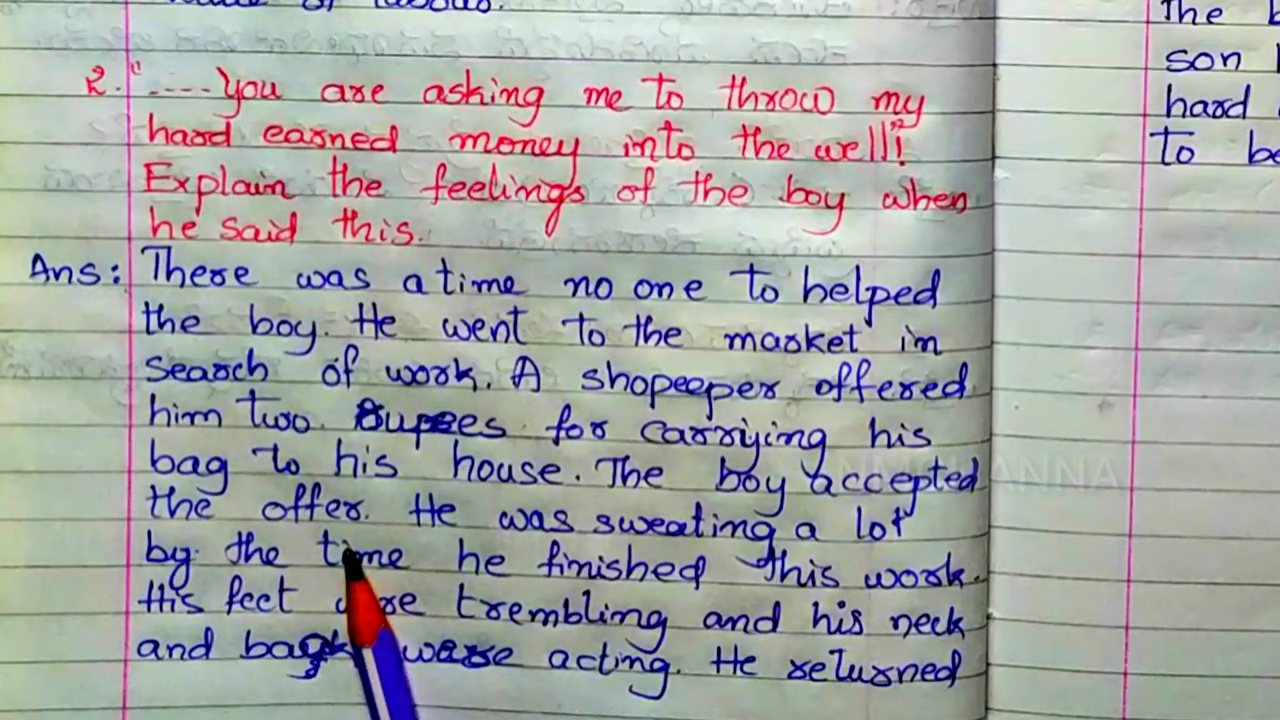 2. "....You are asking me to throw my
hard earned money into the well!"
Explain the feelings of the boy when
he said this.
Ans: There was a time no one to helped
the boy. He went to the market in
search of work. A shopeeper offered
him two rupees for carrying his
bag to his house. The boy accepted
the offer. He was sweating a lot
by the time he finished this work.
His feet were trembling and his neck
and back were acting. He returned
The
son
hard
to be